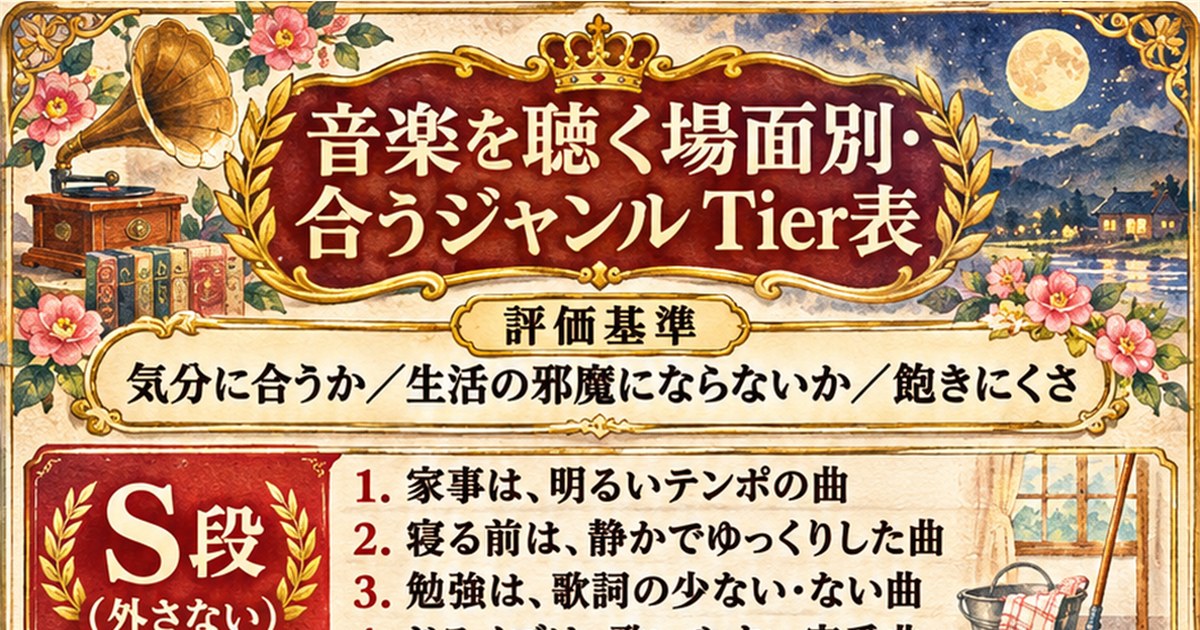 音楽を聴く場面別・
合うジャンル Tier表
評価基準
気分に合うか／生活の邪魔にならないか／飽きにくさ
S段
（外さない）
1. 家事は、明るいテンポの曲
2. 寝る前は、静かでゆっくりした曲
3. 勉強は、歌詞の少ない・ない曲